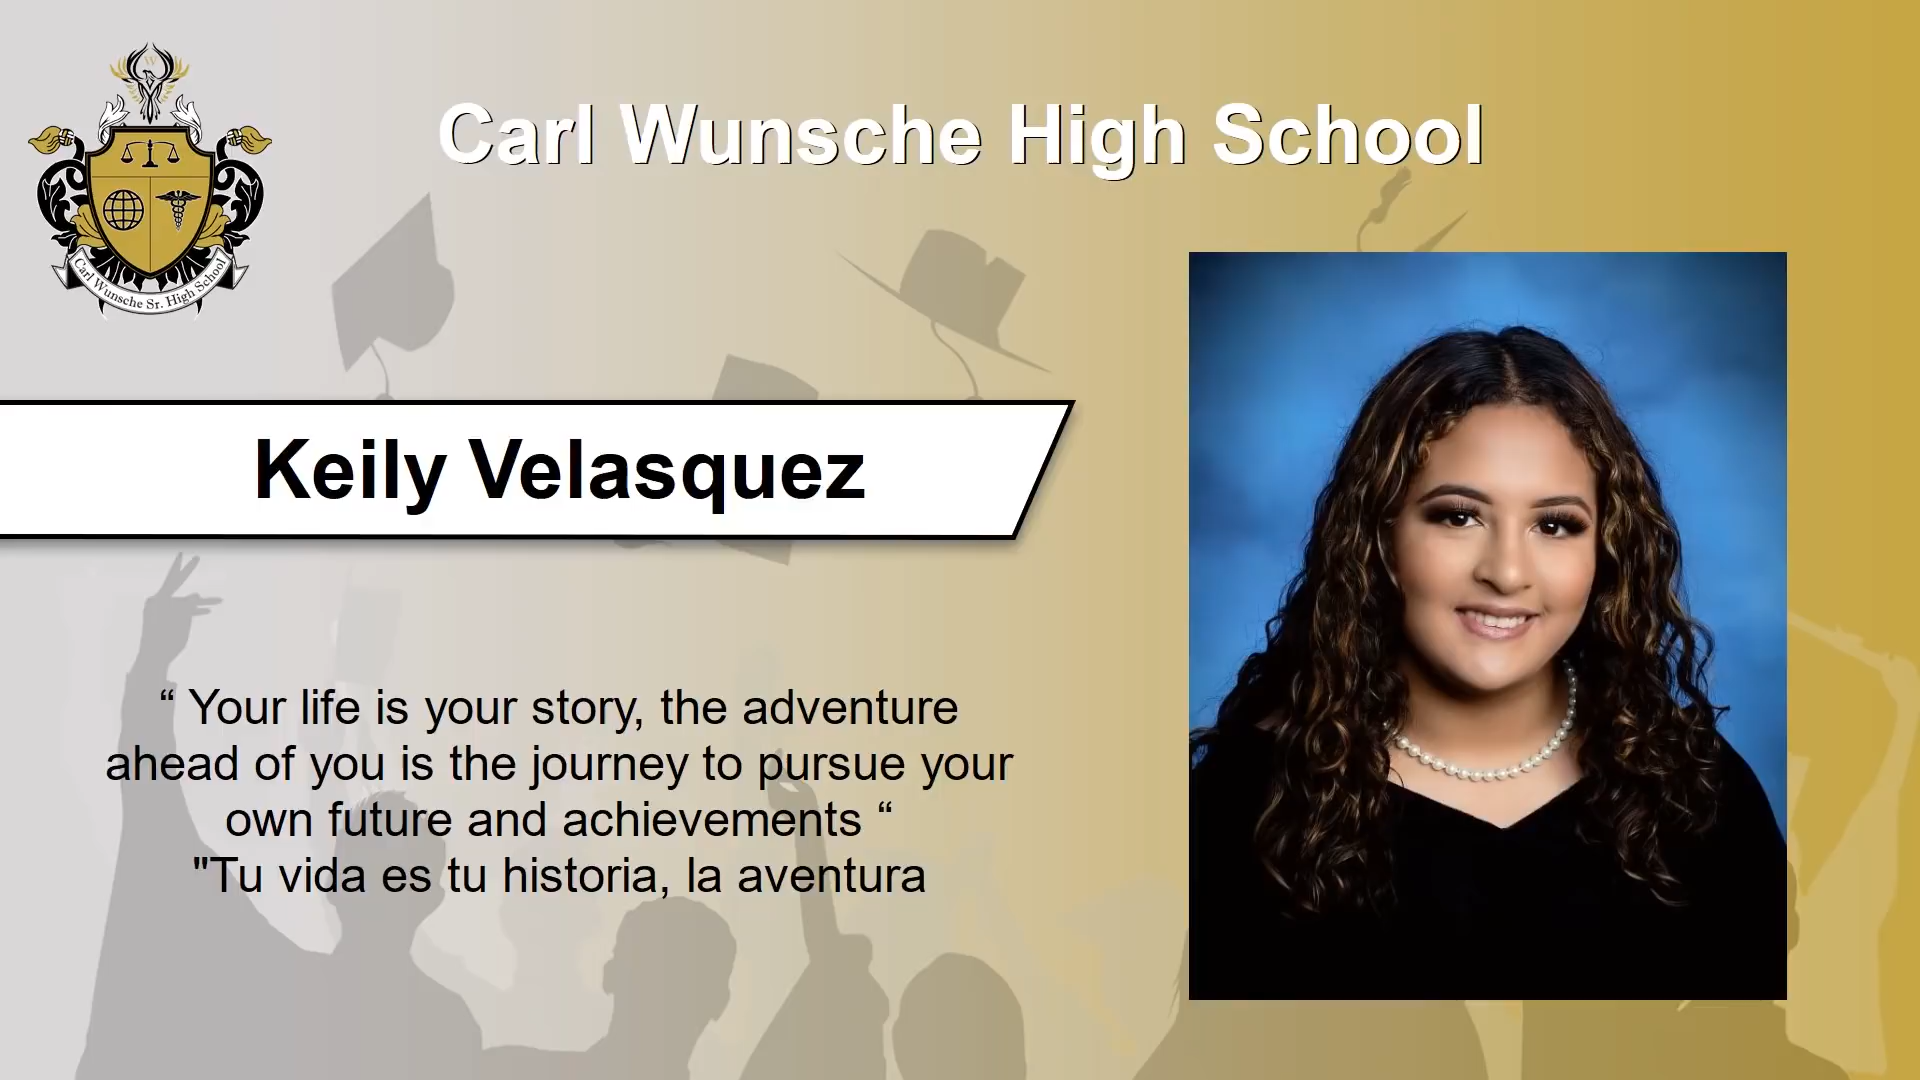 Carl Wunsche High School
W
Carl Wunsche Sr. High School
Keily Velasquez
“ Your life is your story, the adventure
ahead of you is the journey to pursue your
own future and achievements “
"Tu vida es tu historia, la aventura